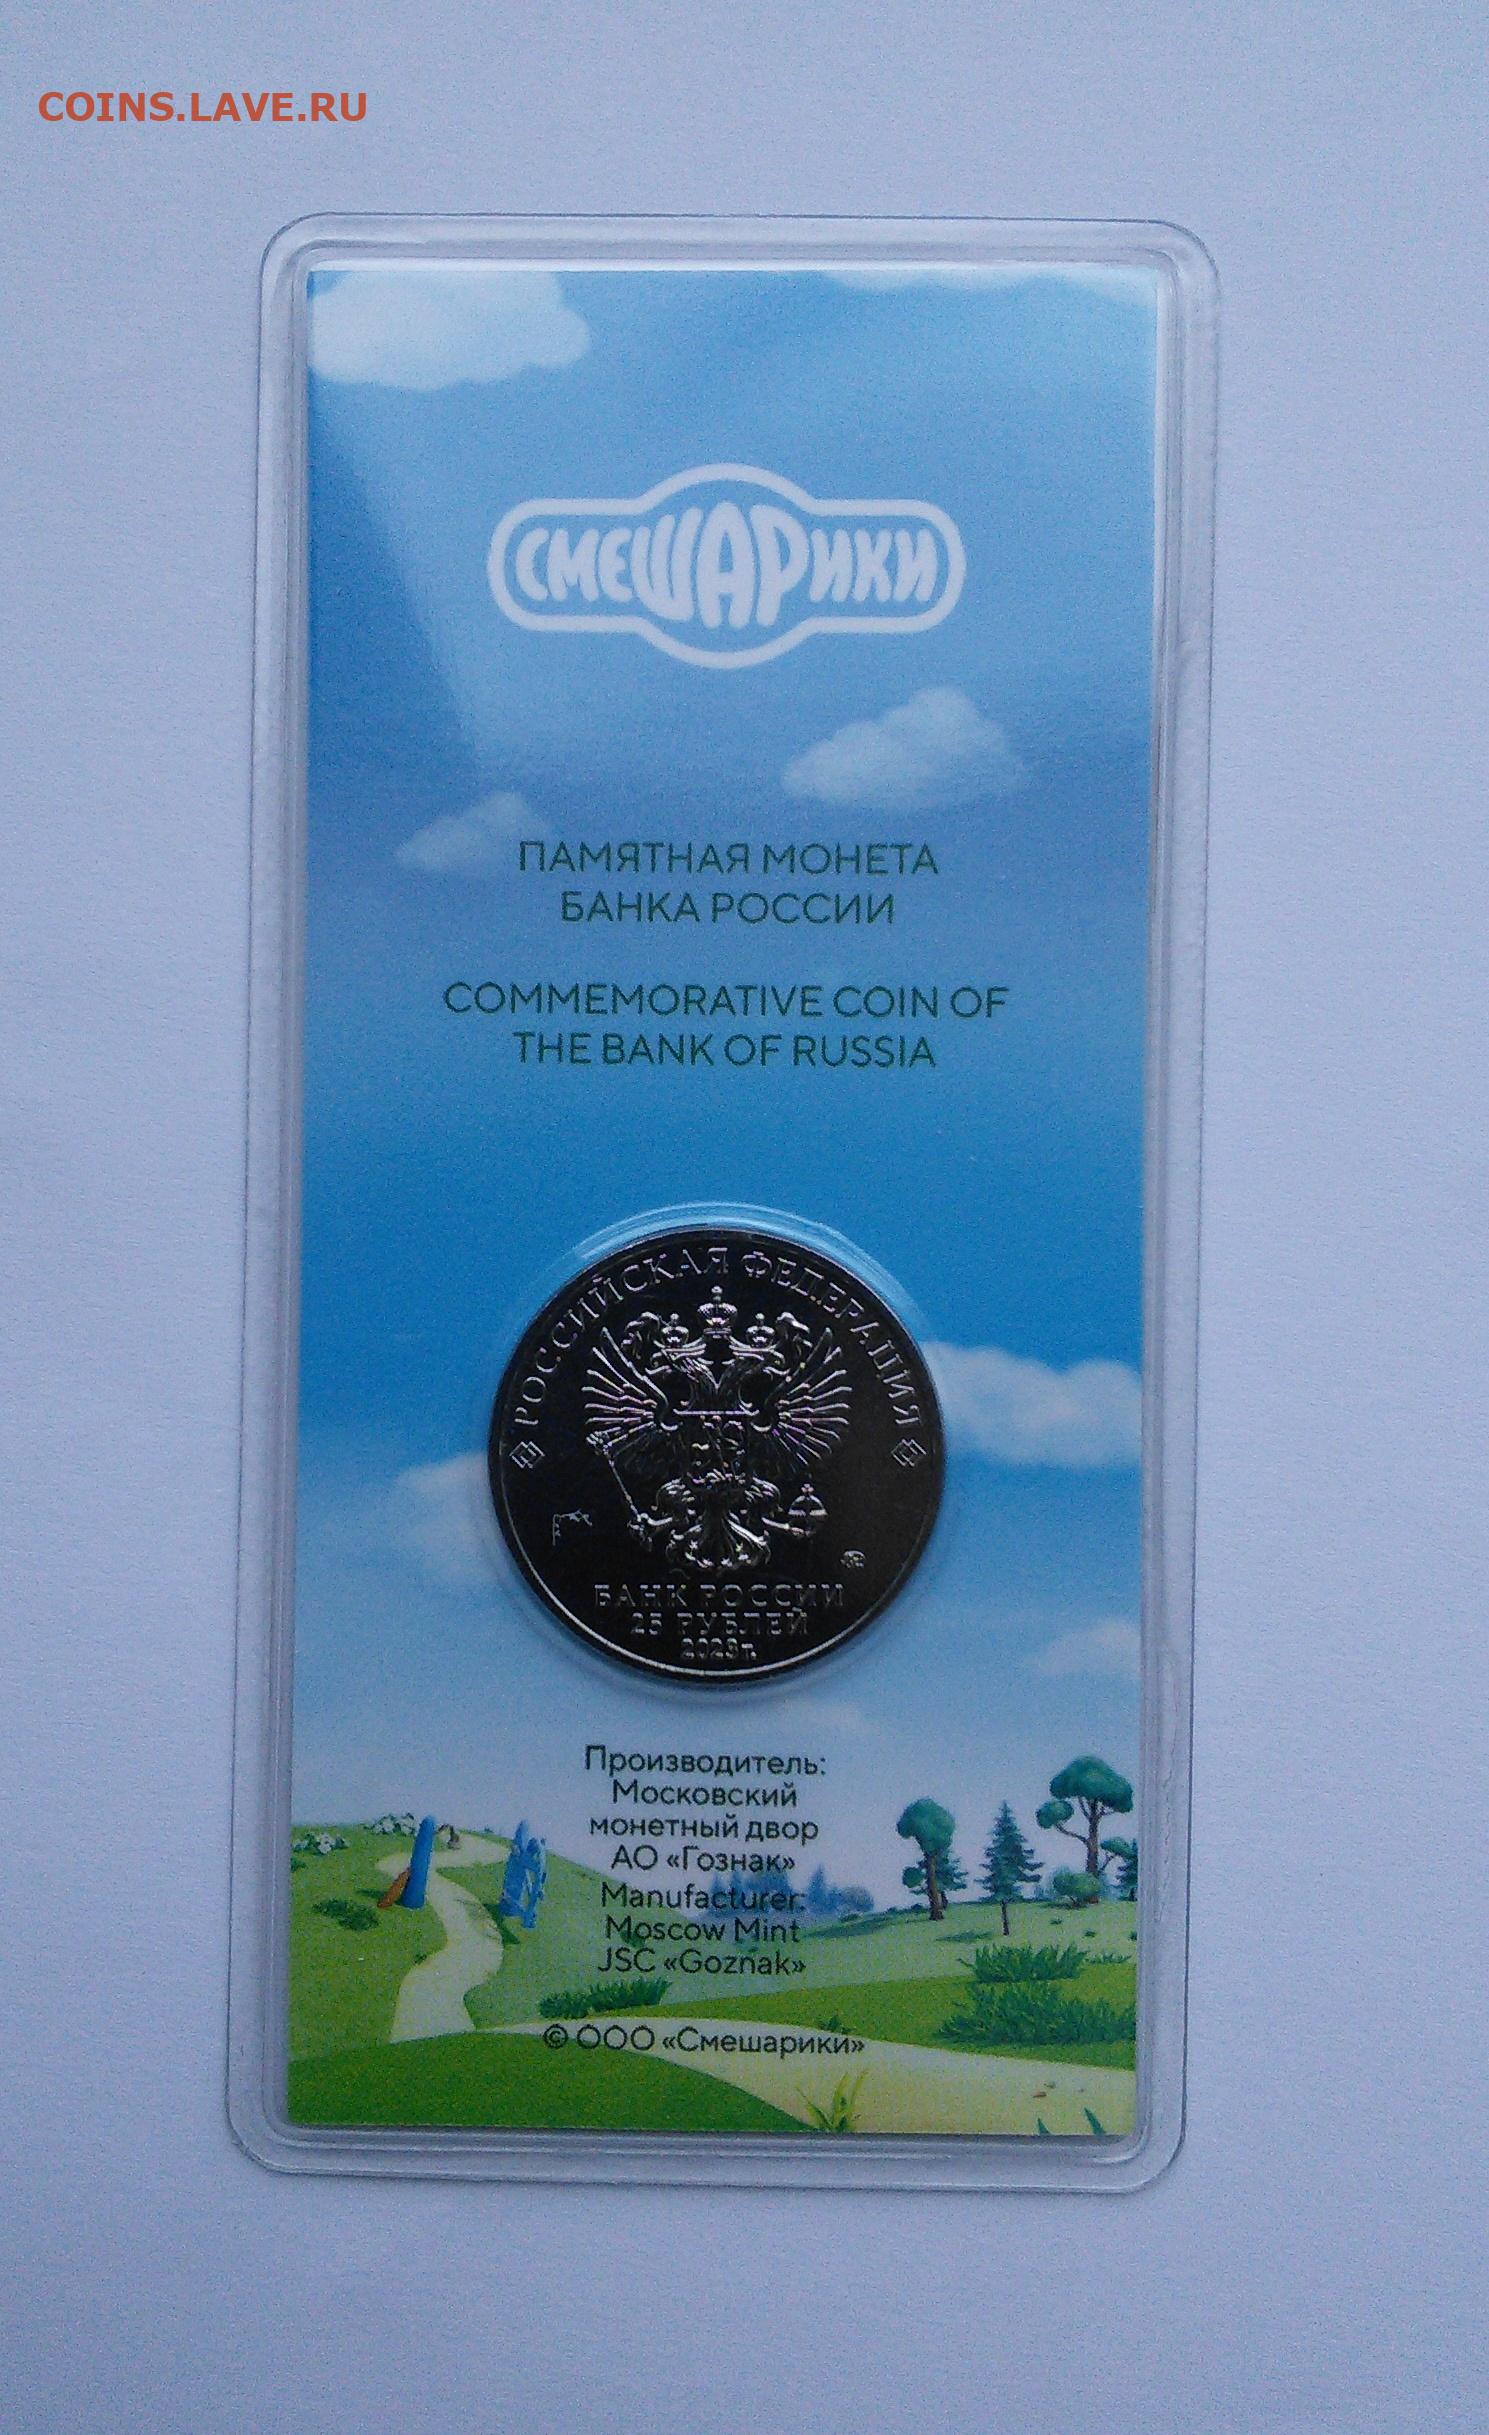 COINS.LAVE.RU
СМЕШАРИКИ
ПАМЯТНАЯ МОНЕТА
БАНКА РОССИИ
COMMEMORATIVE COIN OF
THE BANK OF RUSSIA
РОССИЙСКАЯ ФЕДЕРАЦИЯ
БАНК РОССИИ
25 РУБЛЕЙ
2023 г.
Производитель:
Московский
монетный двор
АО «Гознак»
Manufacturer:
Moscow Mint
JSC «Goznak»
© ООО «Смешарики»